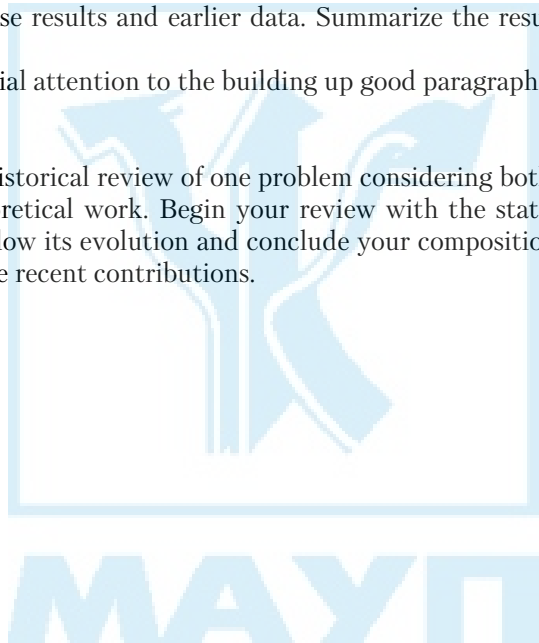 se results and earlier data. Summarize the resu
ial attention to the building up good paragraph
istorical review of one problem considering bot
retical work. Begin your review with the stat
low its evolution and conclude your compositio
e recent contributions.
МАУП